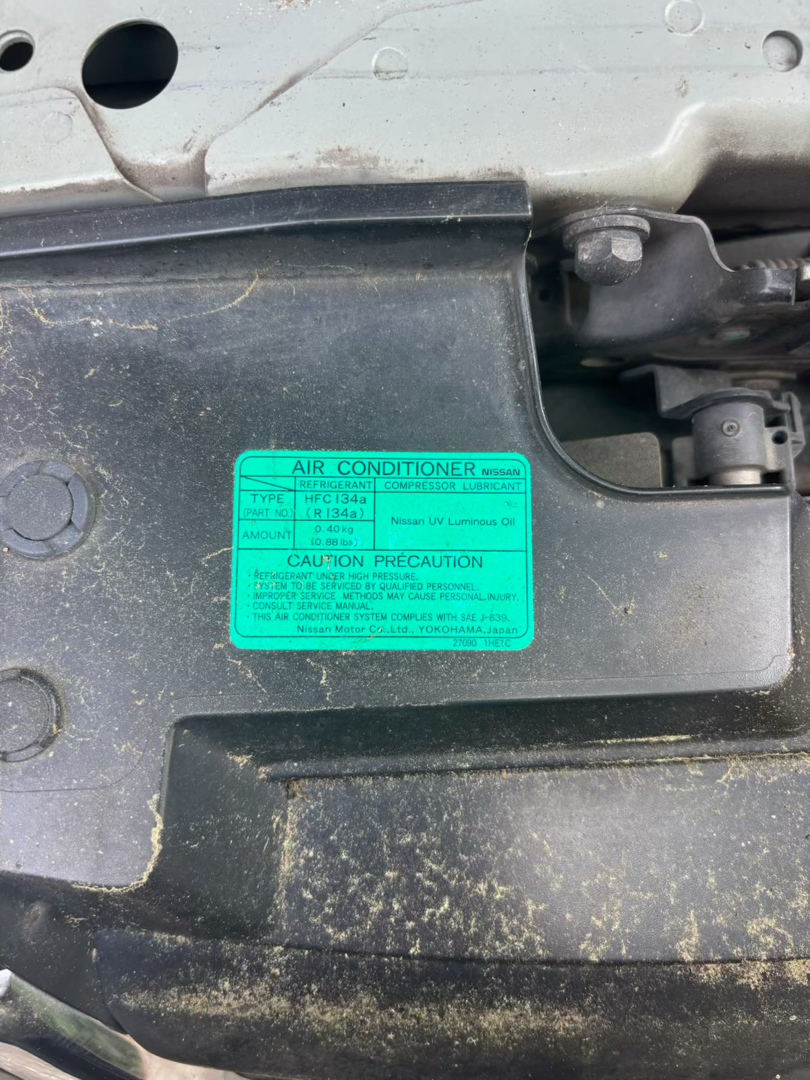 AIR CONDITIONER NISSAN
REFRIGERANT COMPRESSOR LUBRICANT
TYPE HFC134a
(PART NO.) (R134a)
Nissan UV Luminous Oil
AMOUNT 0.40kg
(0.88 lbs)
CAUTION PRÉCAUTION
· REFRIGERANT UNDER HIGH PRESSURE.
· SYSTEM TO BE SERVICED BY QUALIFIED PERSONNEL.
· IMPROPER SERVICE METHODS MAY CAUSE PERSONAL INJURY.
· CONSULT SERVICE MANUAL.
· THIS AIR CONDITIONER SYSTEM COMPLIES WITH SAE J-639.
Nissan Motor Co.,Ltd., YOKOHAMA,Japan
27090 1HE1C